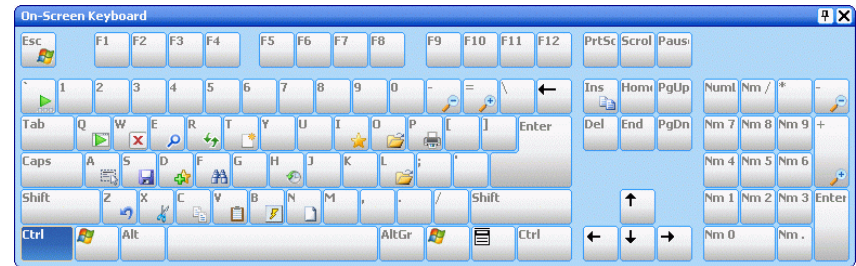 On-Screen Keyboard
Esc F1 F2 F3 F4 F5 F6 F7 F8 F9 F10 F11 F12 PrtSc Scrol Paus
` 1 2 3 4 5 6 7 8 9 0 - = \ ← Ins Hom PgUp NumL Nm / * -
Tab Q W E R T Y U I O P [ ] Enter Del End PgDn Nm 7 Nm 8 Nm 9 +
Caps A S D F G H J K L ; ' Nm 4 Nm 5 Nm 6
Shift Z X C V B N M , . / Shift ↑ Nm 1 Nm 2 Nm 3 Enter
Ctrl Alt AltGr Ctrl ← ↓ → Nm 0 Nm .